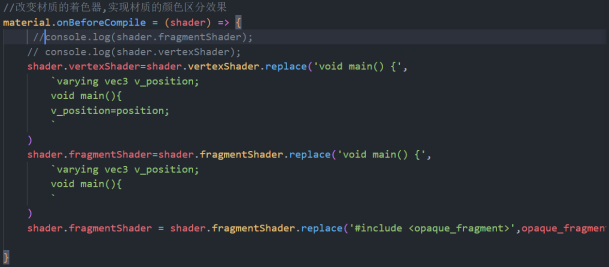 //改变材质的着色器,实现材质的颜色区分效果
material.onBeforeCompile = (shader) => {
//console.log(shader.fragmentShader);
// console.log(shader.vertexShader);
shader.vertexShader=shader.vertexShader.replace('void main() {',
`varying vec3 v_position;
void main(){
v_position=position;
`
)
shader.fragmentShader=shader.fragmentShader.replace('void main() {',
`varying vec3 v_position;
void main(){
`
)
shader.fragmentShader = shader.fragmentShader.replace('#include <opaque_fragment>',opaque_fragment
}